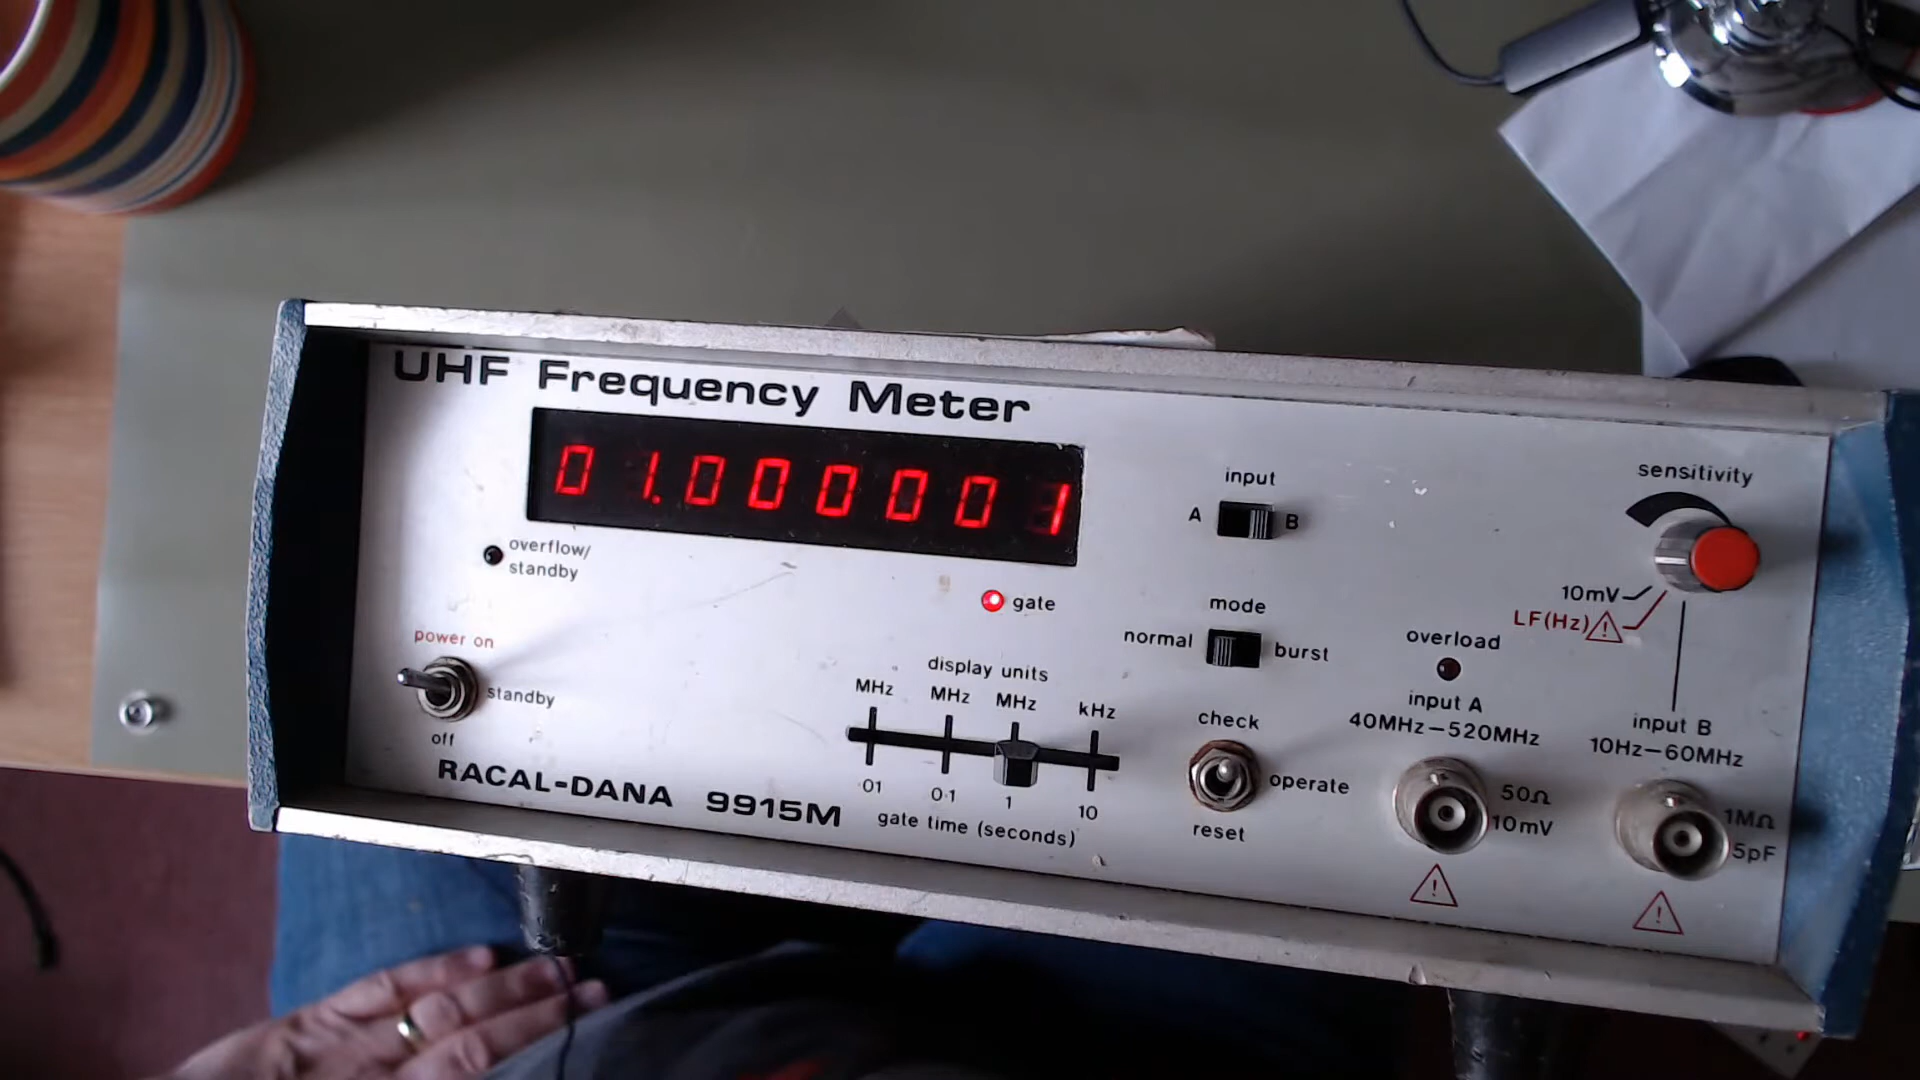 UHF Frequency Meter
01.000001
overflow/
standby
gate
power on
standby
off
RACAL-DANA 9915M
display units
MHz MHz MHz kHz
·01 0·1 1 10
gate time (seconds)
input
A B
mode
normal burst
check
operate
reset
sensitivity
10mV
LF(Hz)
!
overload
input A
40MHz–520MHz
50Ω
10mV
!
input B
10Hz–60MHz
1MΩ
5pF
!